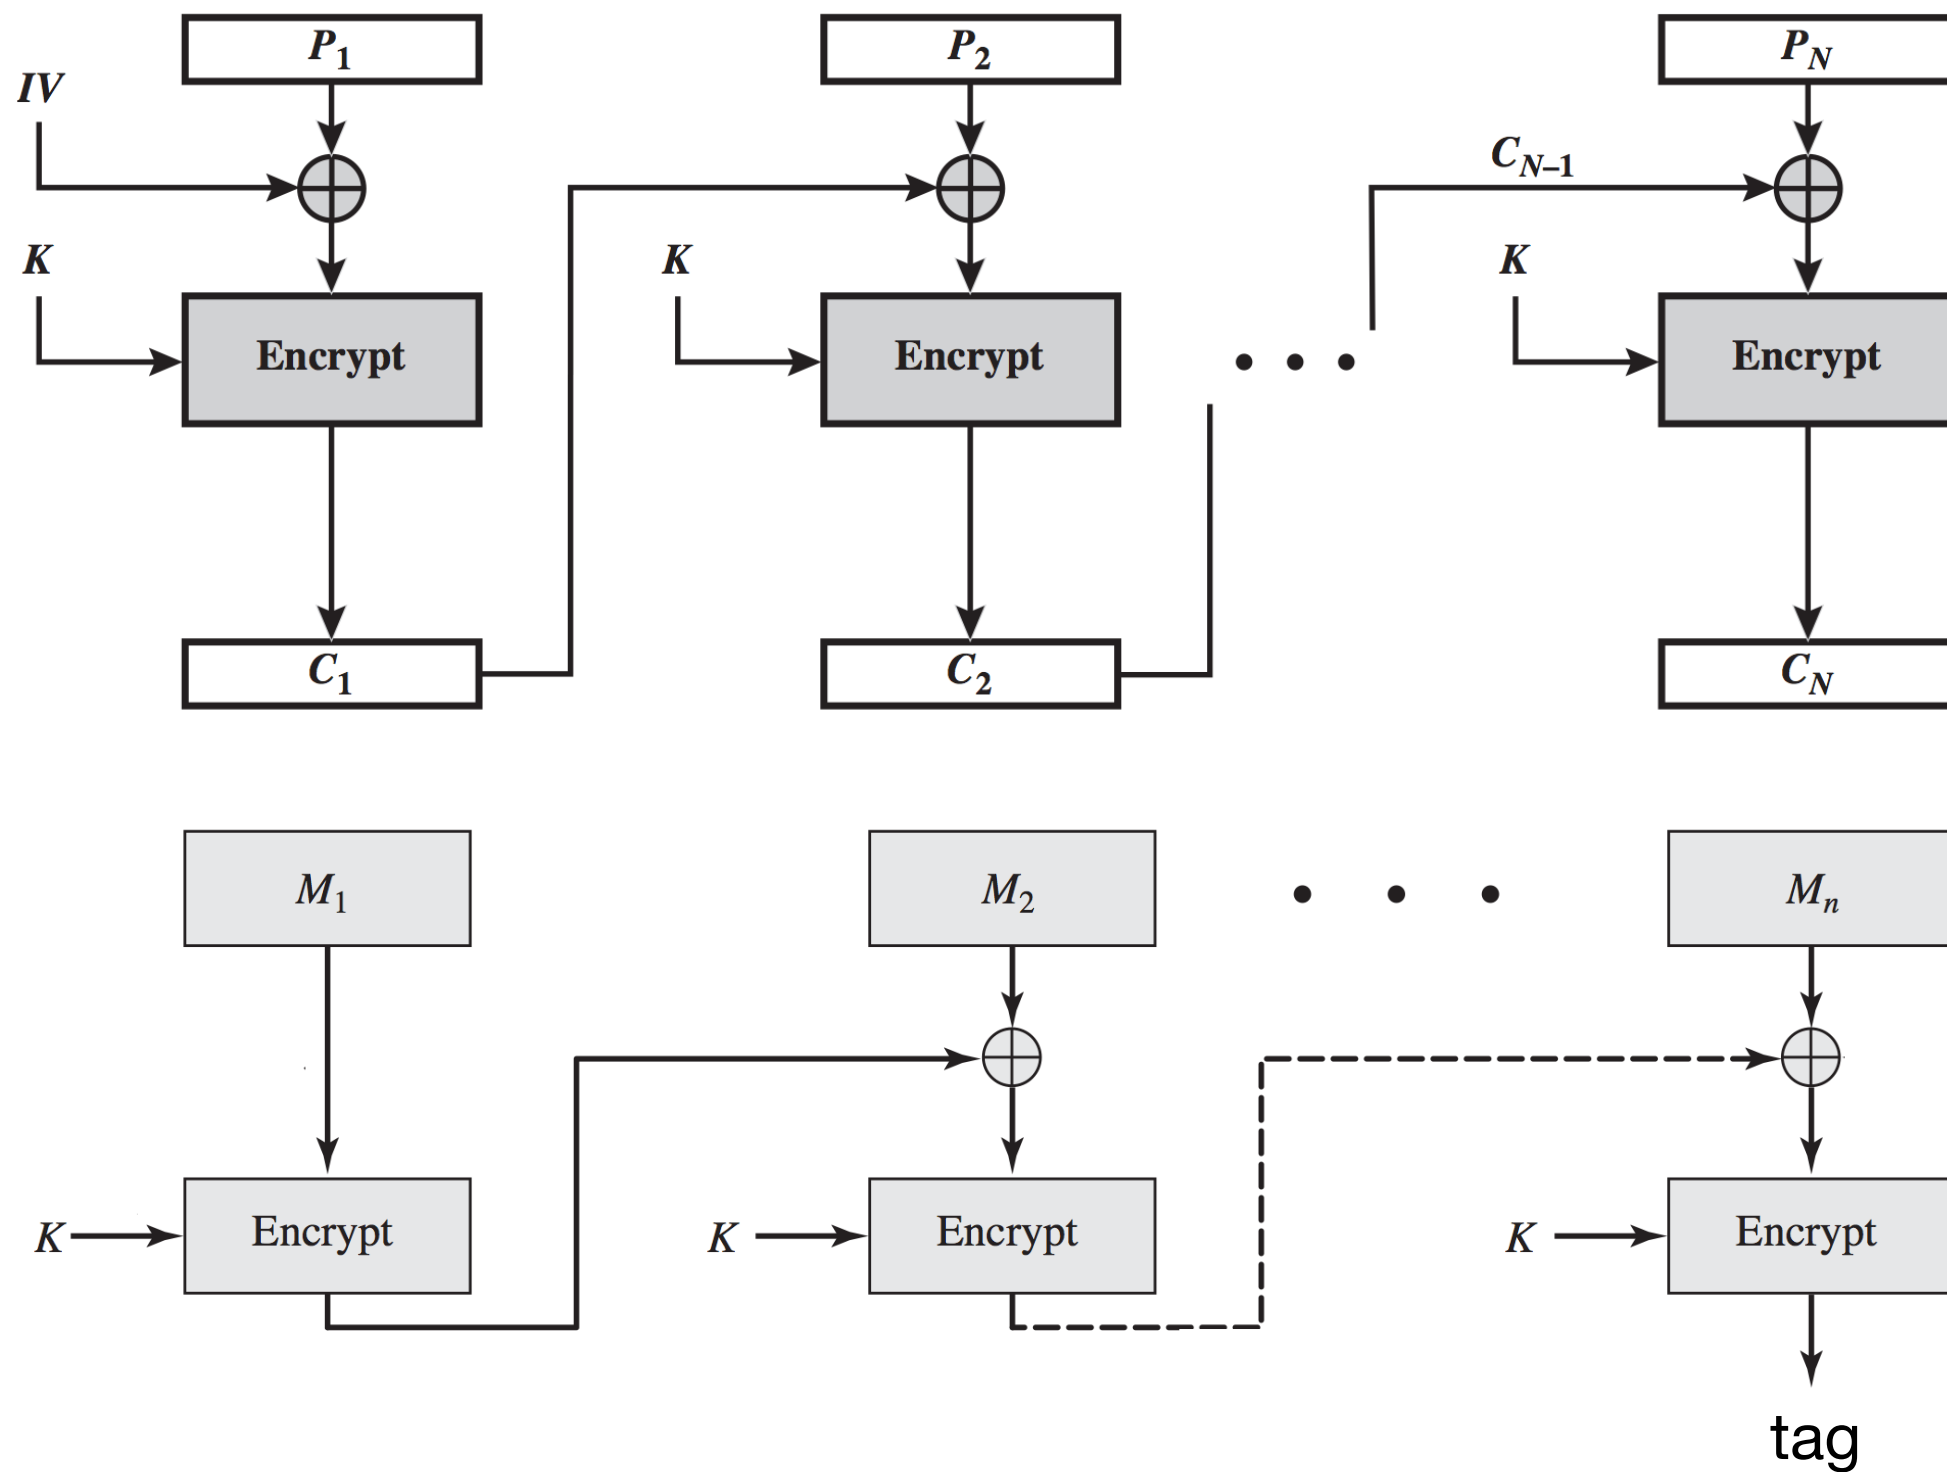 P1 P2 PN
IV
CN–1
K K K
Encrypt Encrypt Encrypt
C1 C2 CN
M1 M2 Mn
K Encrypt K Encrypt K Encrypt
tag